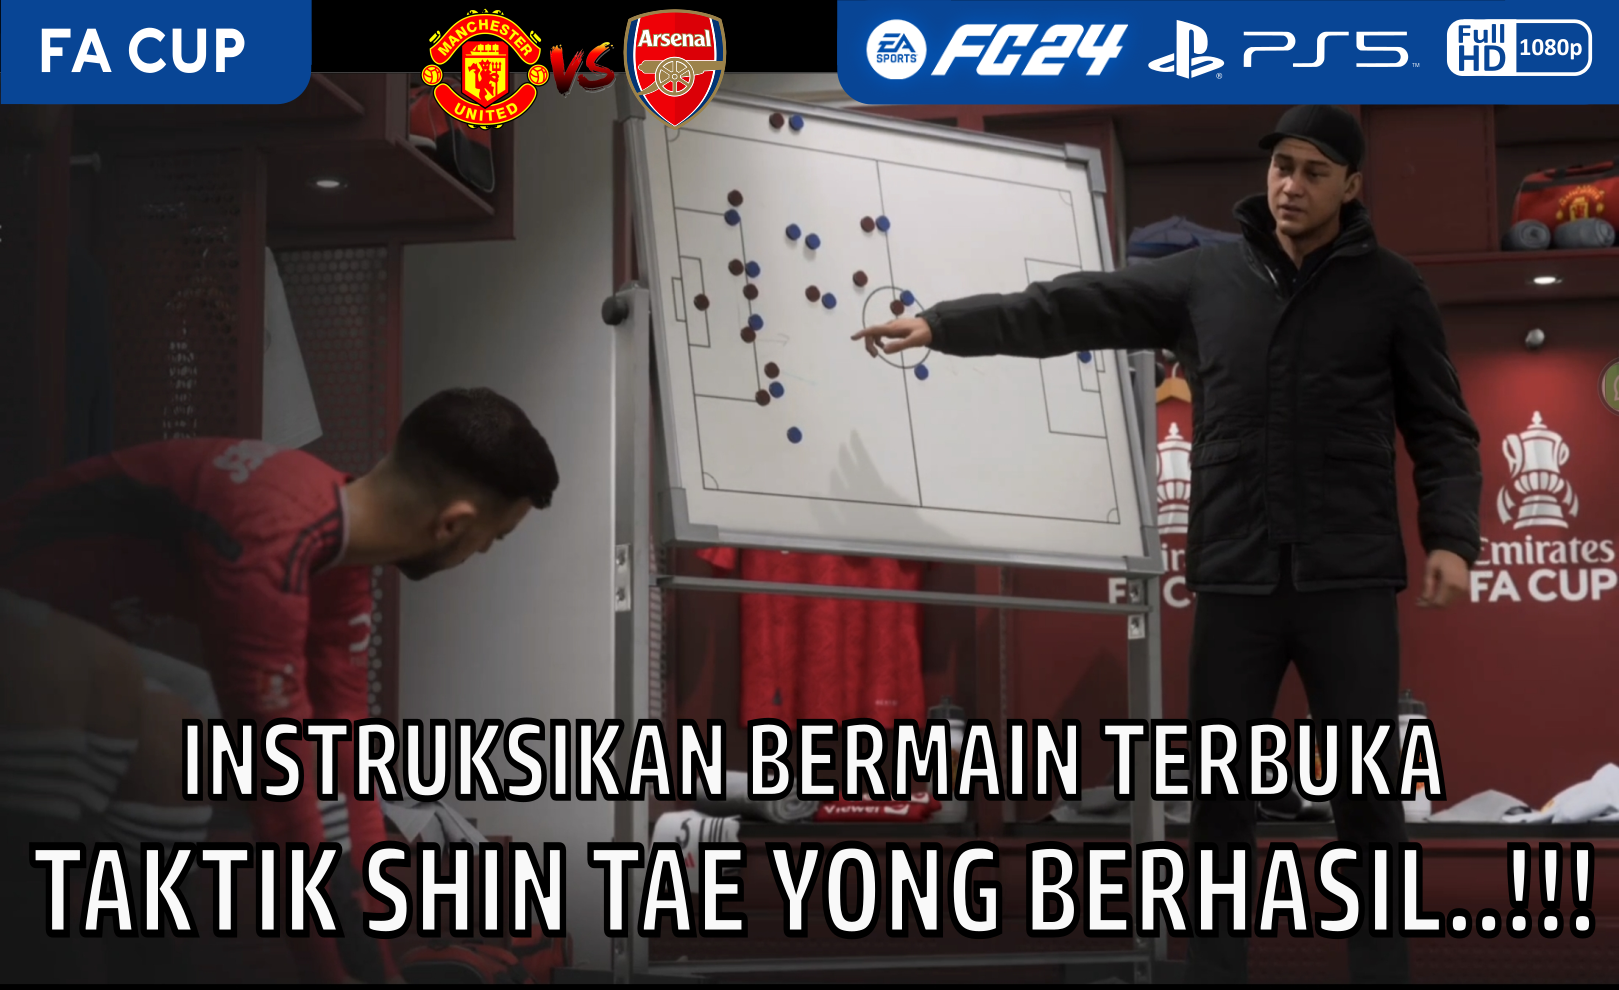 FA CUP
MANCHESTER
UNITED
VS
Arsenal
EA
SPORTS
FC24
PS5
™
Full
HD
1080p
Emirates
FA CUP
INSTRUKSIKAN BERMAIN TERBUKA
TAKTIK SHIN TAE YONG BERHASIL..!!!